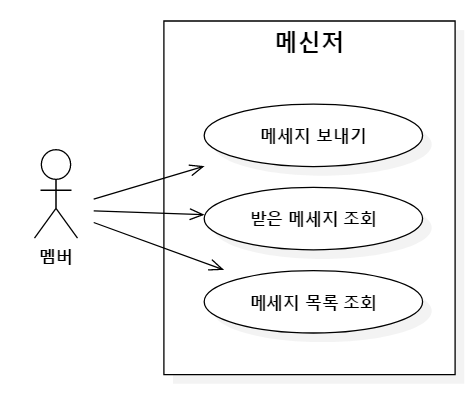 메신저
메세지 보내기
받은 메세지 조회
멤버
메세지 목록 조회